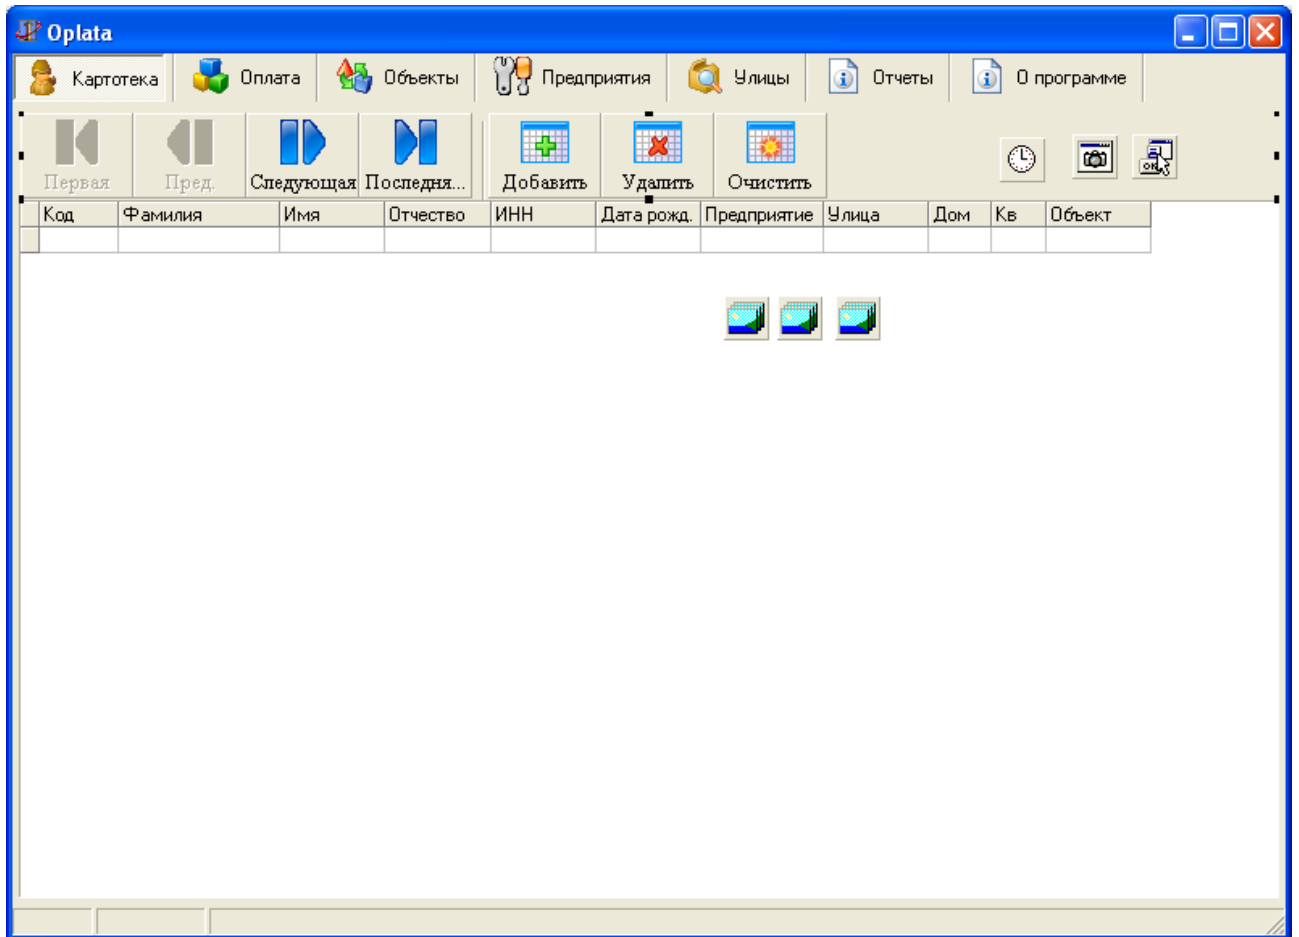 Oplata
Картотека Оплата Объекты Предприятия Улицы Отчеты О программе
Первая Пред. Следующая Последня... Добавить Удалить Очистить
Код Фамилия Имя Отчество ИНН Дата рожд. Предприятие Улица Дом Кв Объект